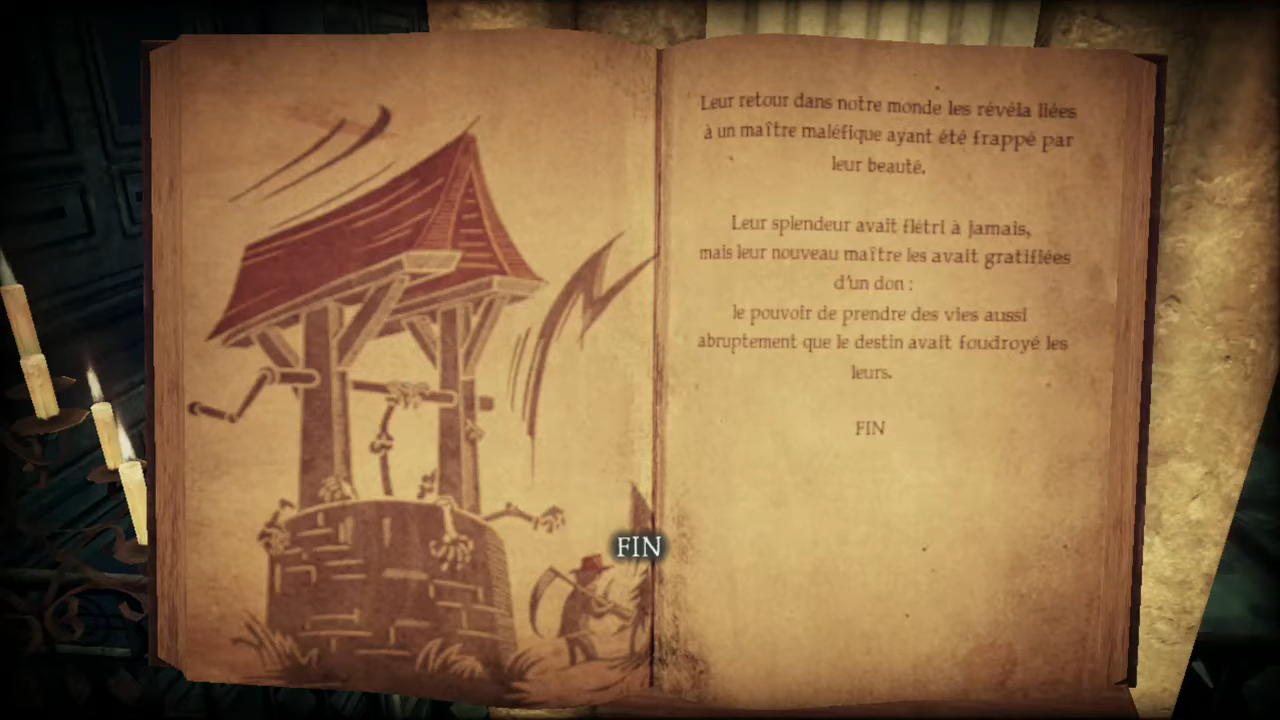 Leur retour dans notre monde les révéla liées
à un maître maléfique ayant été frappé par
leur beauté.
Leur splendeur avait flétri à jamais,
mais leur nouveau maître les avait gratifiées
d'un don :
le pouvoir de prendre des vies aussi
abruptement que le destin avait foudroyé les
leurs.
FIN
FIN